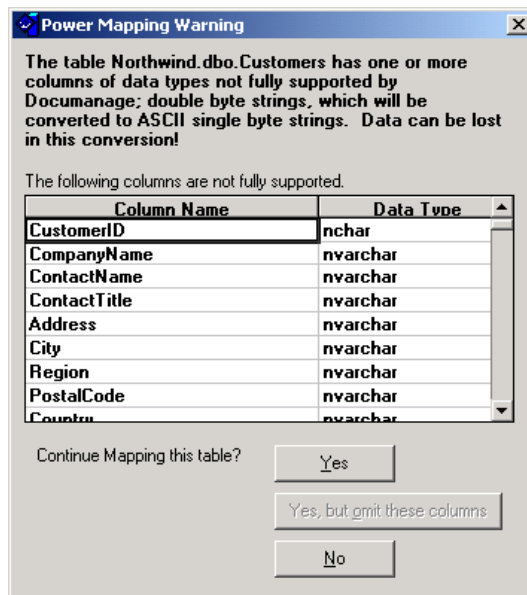 Power Mapping Warning
The table Northwind.dbo.Customers has one or more
columns of data types not fully supported by
Documanage; double byte strings, which will be
converted to ASCII single byte strings. Data can be lost
in this conversion!
The following columns are not fully supported.
Column Name Data Type
CustomerID nchar
CompanyName nvarchar
ContactName nvarchar
ContactTitle nvarchar
Address nvarchar
City nvarchar
Region nvarchar
PostalCode nvarchar
Country nvarchar
Continue Mapping this table?
Yes
Yes, but omit these columns
No